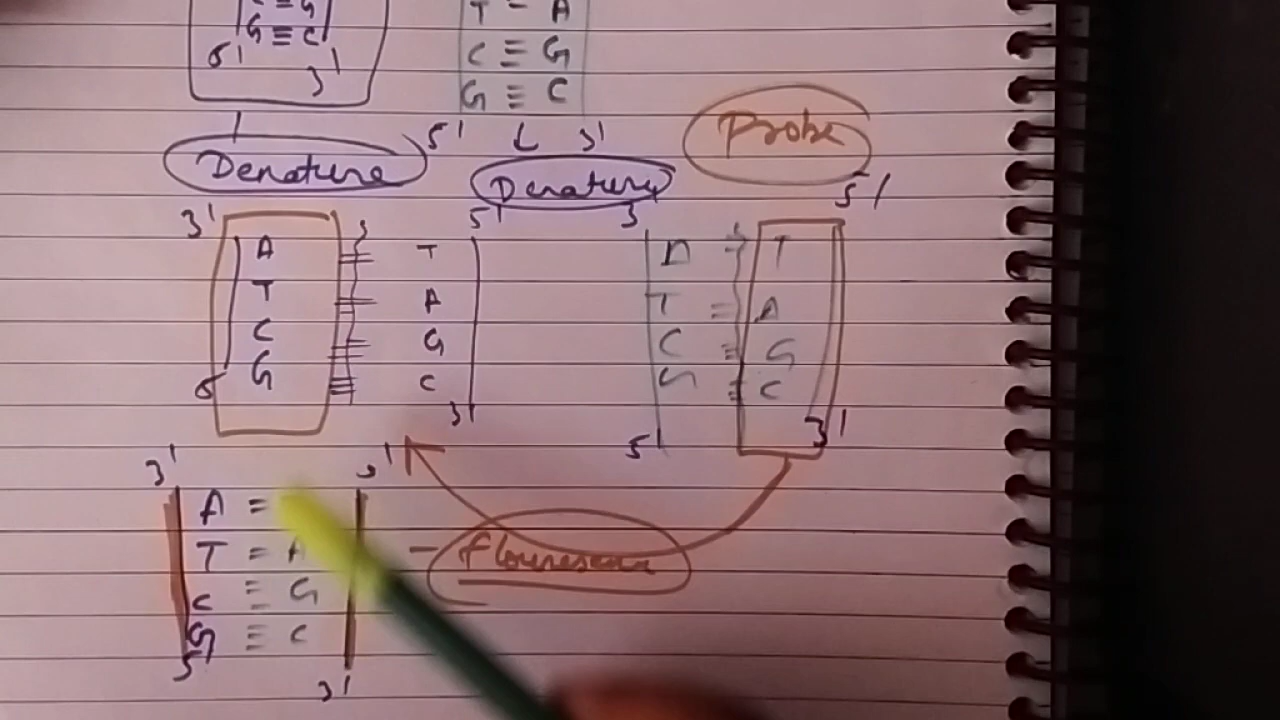 G
G ≡ C
5' 3'
T = A
C ≡ G
G ≡ C
5' 3'
Probe
Denature
Denature
5'
3'
A
T
C
G
5'
5'
T
A
G
C
3'
3'
T
C
G
5'
T
= A
≡ G
≡ C
3'
3'
A =
T = A
C ≡ G
G ≡ C
5' 3'
Flourescence